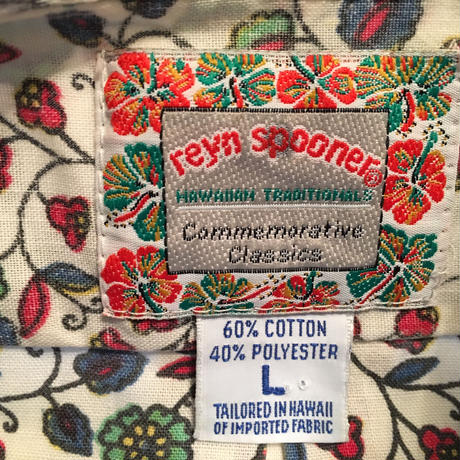 reyn spooner®
HAWAIIAN TRADITIONALS
Commemorative
Classics
60% COTTON
40% POLYESTER
L
TAILORED IN HAWAII
OF IMPORTED FABRIC